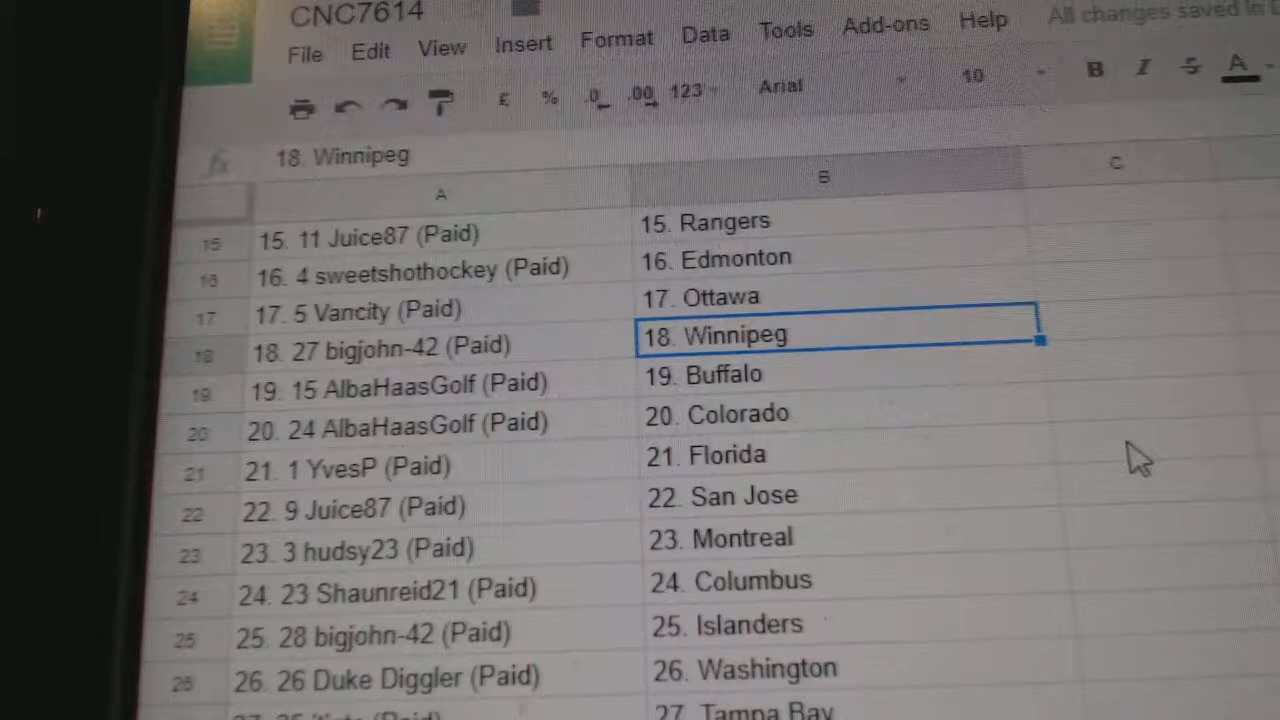 CNC7614
File Edit View Insert Format Data Tools Add-ons Help All changes saved in
£ % .0 .00 123 Arial 10 B I S A
fx 18. Winnipeg
A B C
15 15. 11 Juice87 (Paid) 15. Rangers
16 16. 4 sweetshothockey (Paid) 16. Edmonton
17 17. 5 Vancity (Paid) 17. Ottawa
18 18. 27 bigjohn-42 (Paid) 18. Winnipeg
19 19. 15 AlbaHaasGolf (Paid) 19. Buffalo
20 20. 24 AlbaHaasGolf (Paid) 20. Colorado
21 21. 1 YvesP (Paid) 21. Florida
22 22. 9 Juice87 (Paid) 22. San Jose
23 23. 3 hudsy23 (Paid) 23. Montreal
24 24. 23 Shaunreid21 (Paid) 24. Columbus
25 25. 28 bigjohn-42 (Paid) 25. Islanders
26 26. 26 Duke Diggler (Paid) 26. Washington
(Paid) 27. Tampa Bay